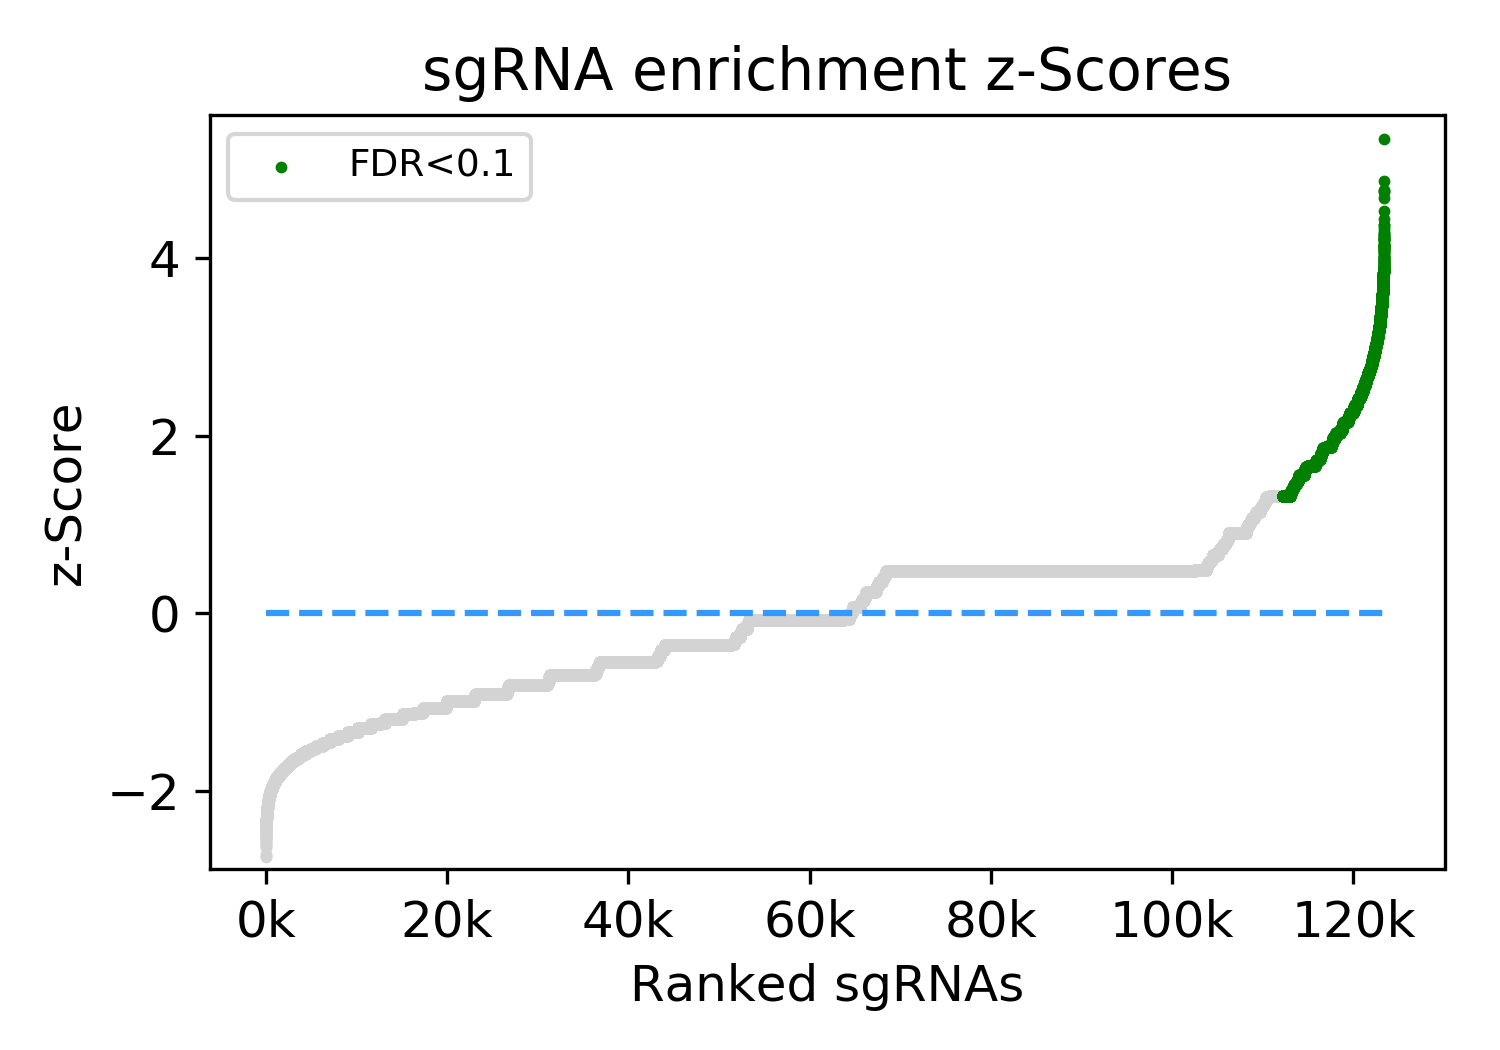 sgRNA enrichment z-Scores
FDR<0.1
4
2
0
−2
z-Score
0k 20k 40k 60k 80k 100k 120k
Ranked sgRNAs